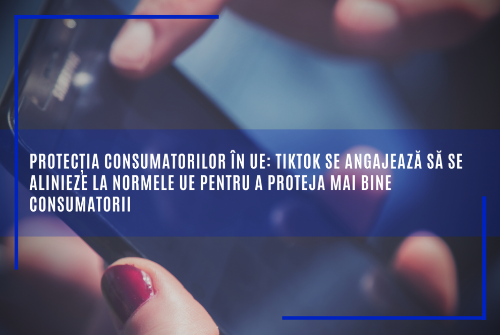 PROTECȚIA CONSUMATORILOR ÎN UE: TIKTOK SE ANGAJEAZĂ SĂ SE
ALINIEZE LA NORMELE UE PENTRU A PROTEJA MAI BINE
CONSUMATORII